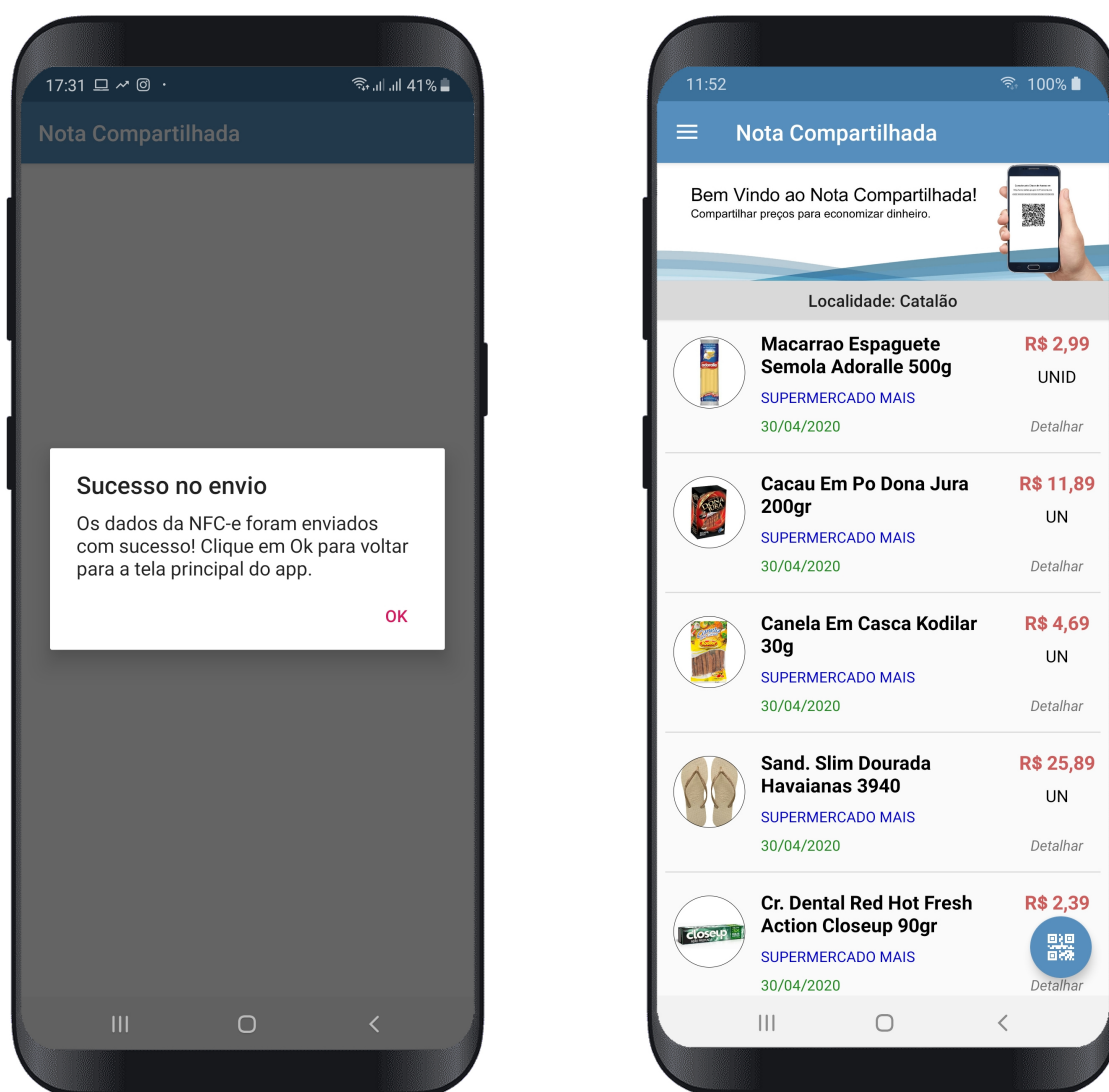 17:31
41%
Nota Compartilhada
Sucesso no envio
Os dados da NFC-e foram enviados
com sucesso! Clique em Ok para voltar
para a tela principal do app.
OK
11:52
100%
Nota Compartilhada
Bem Vindo ao Nota Compartilhada!
Compartilhar preços para economizar dinheiro.
Localidade: Catalão
Macarrao Espaguete
Semola Adoralle 500g
R$ 2,99
UNID
SUPERMERCADO MAIS
30/04/2020
Detalhar
Cacau Em Po Dona Jura
200gr
R$ 11,89
UN
SUPERMERCADO MAIS
30/04/2020
Detalhar
DONA
JURA
Canela Em Casca Kodilar
30g
R$ 4,69
UN
SUPERMERCADO MAIS
30/04/2020
Detalhar
Sand. Slim Dourada
Havaianas 3940
R$ 25,89
UN
SUPERMERCADO MAIS
30/04/2020
Detalhar
Cr. Dental Red Hot Fresh
Action Closeup 90gr
R$ 2,39
closeup
SUPERMERCADO MAIS
30/04/2020
Detalhar